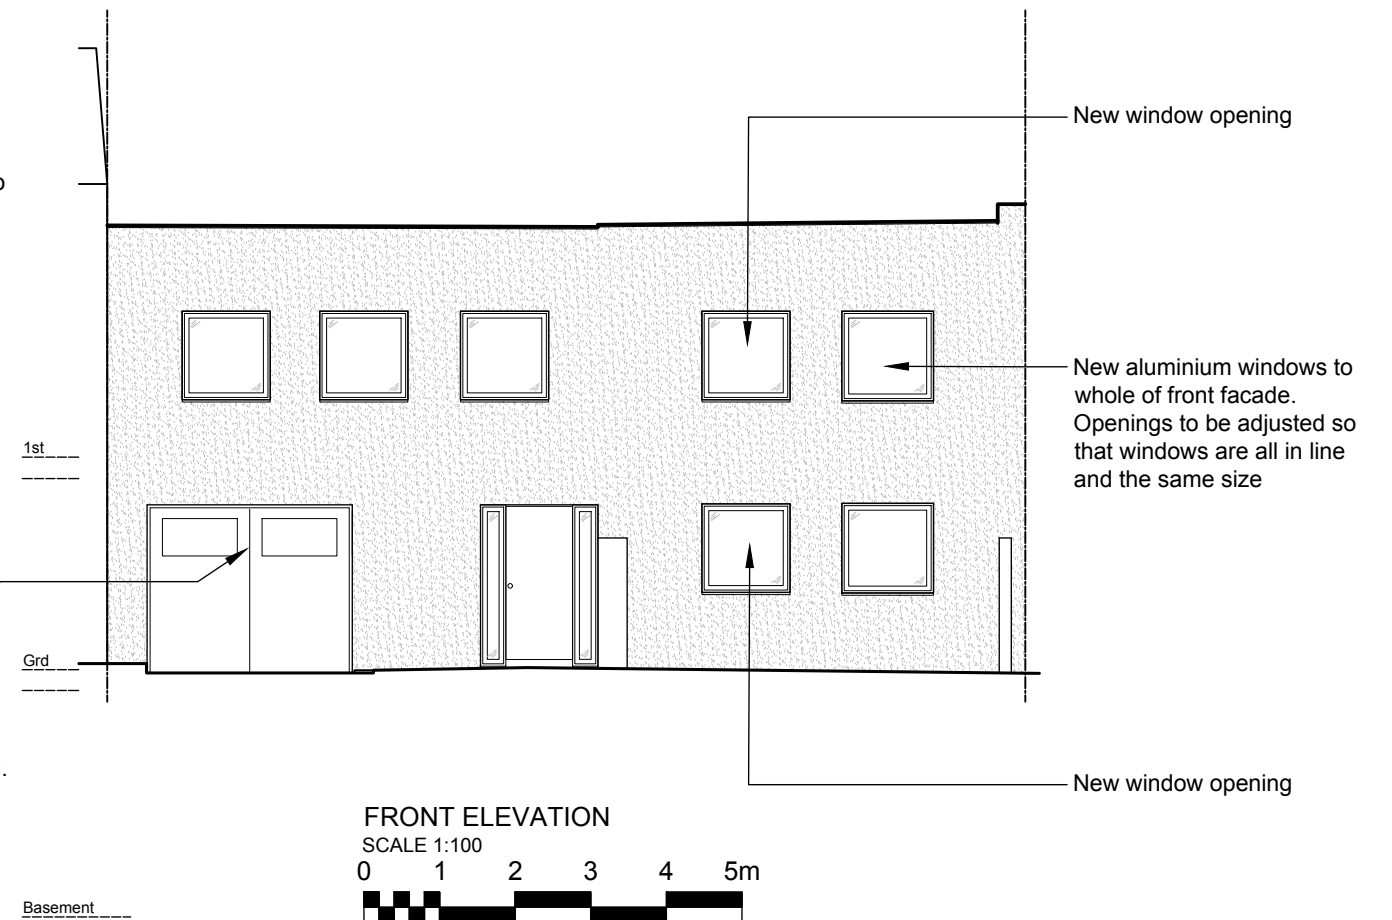 New window opening
New aluminium windows to
whole of front facade.
Openings to be adjusted so
that windows are all in line
and the same size
1st
Grd
New window opening
FRONT ELEVATION
SCALE 1:100
0 1 2 3 4 5m
Basement